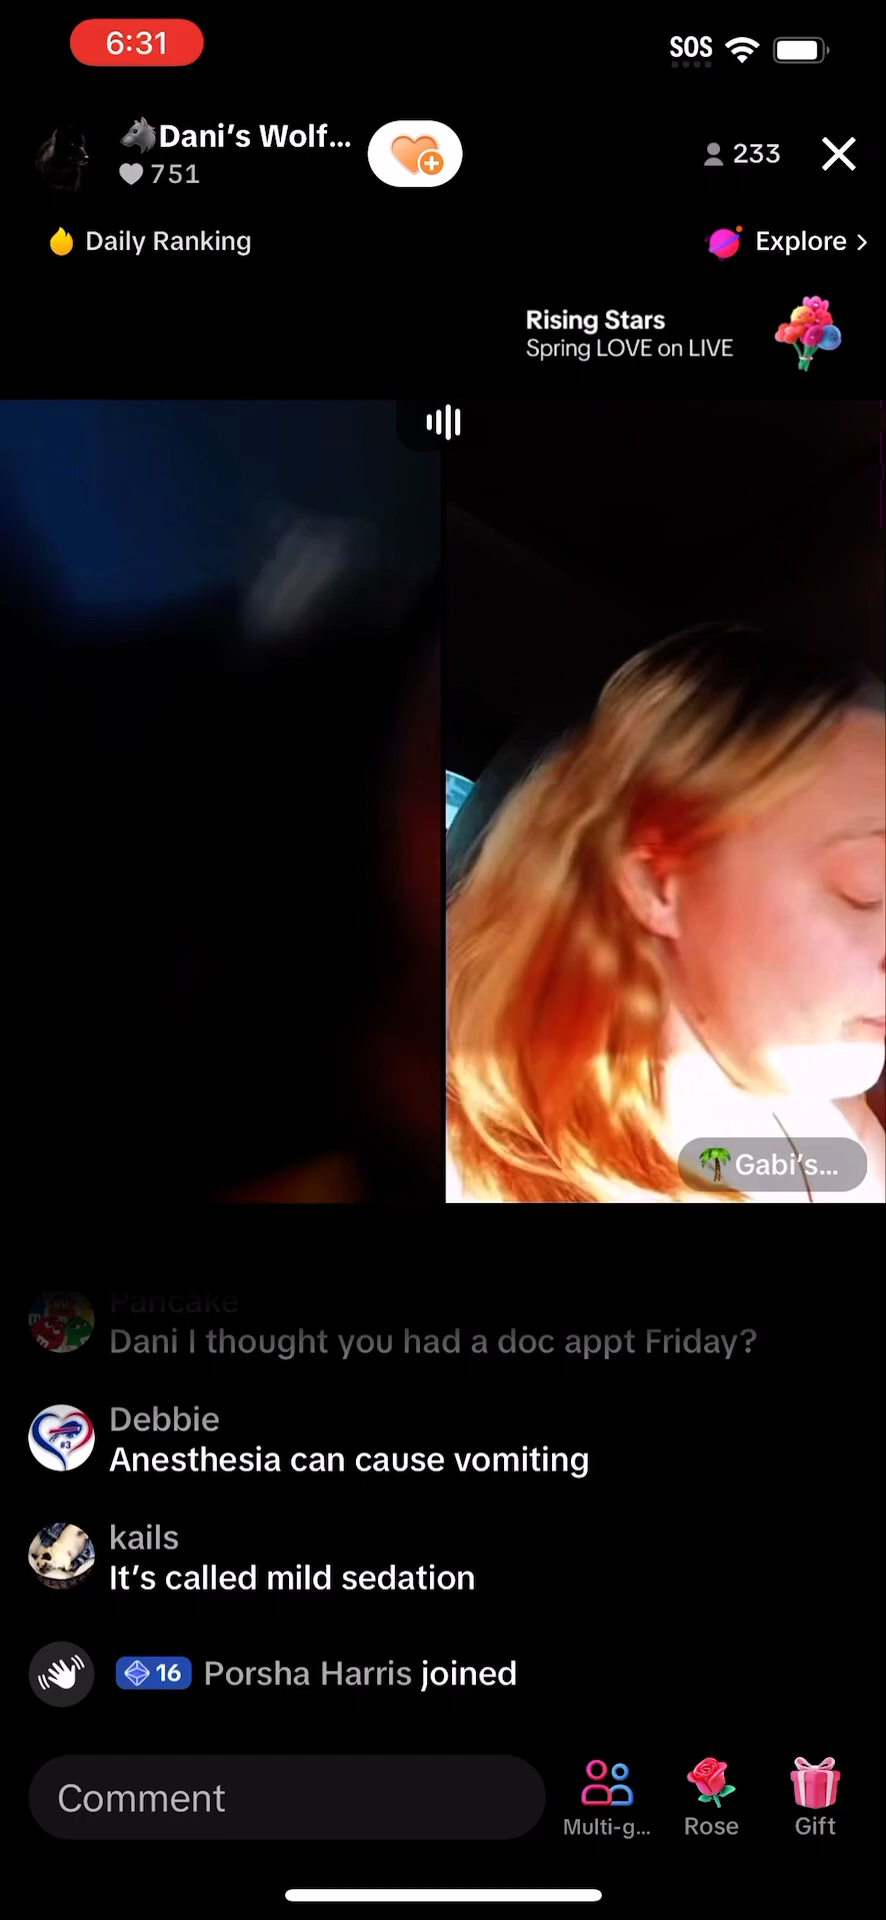 6:31
SOS
🐺Dani's Wolf...
751
233
Daily Ranking
Explore >
Rising Stars
Spring LOVE on LIVE
🌴Gabi's...
Pancake
Dani I thought you had a doc appt Friday?
Debbie
#3
Anesthesia can cause vomiting
kails
It's called mild sedation
16 Porsha Harris joined
Comment
Multi-g...
Rose
Gift